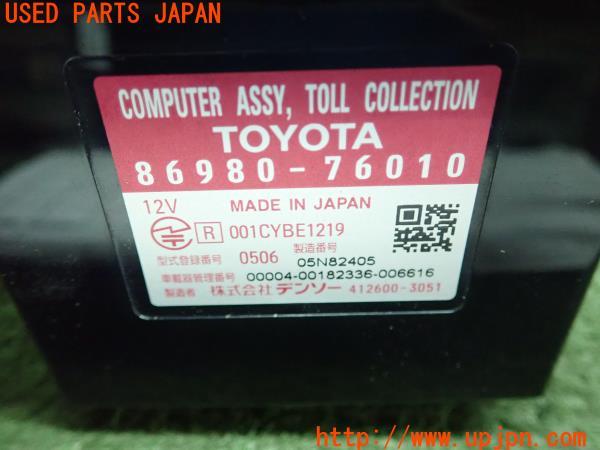 USED PARTS JAPAN
COMPUTER ASSY, TOLL COLLECTION
TOYOTA
86980-76010
12V MADE IN JAPAN
R 001CYBE1219
型式登録番号 0506 製造番号 05N82405
車載器管理番号 00004-00182336-006616
製造者 株式会社 デンソー 412600-3051
http://www.upjpn.com